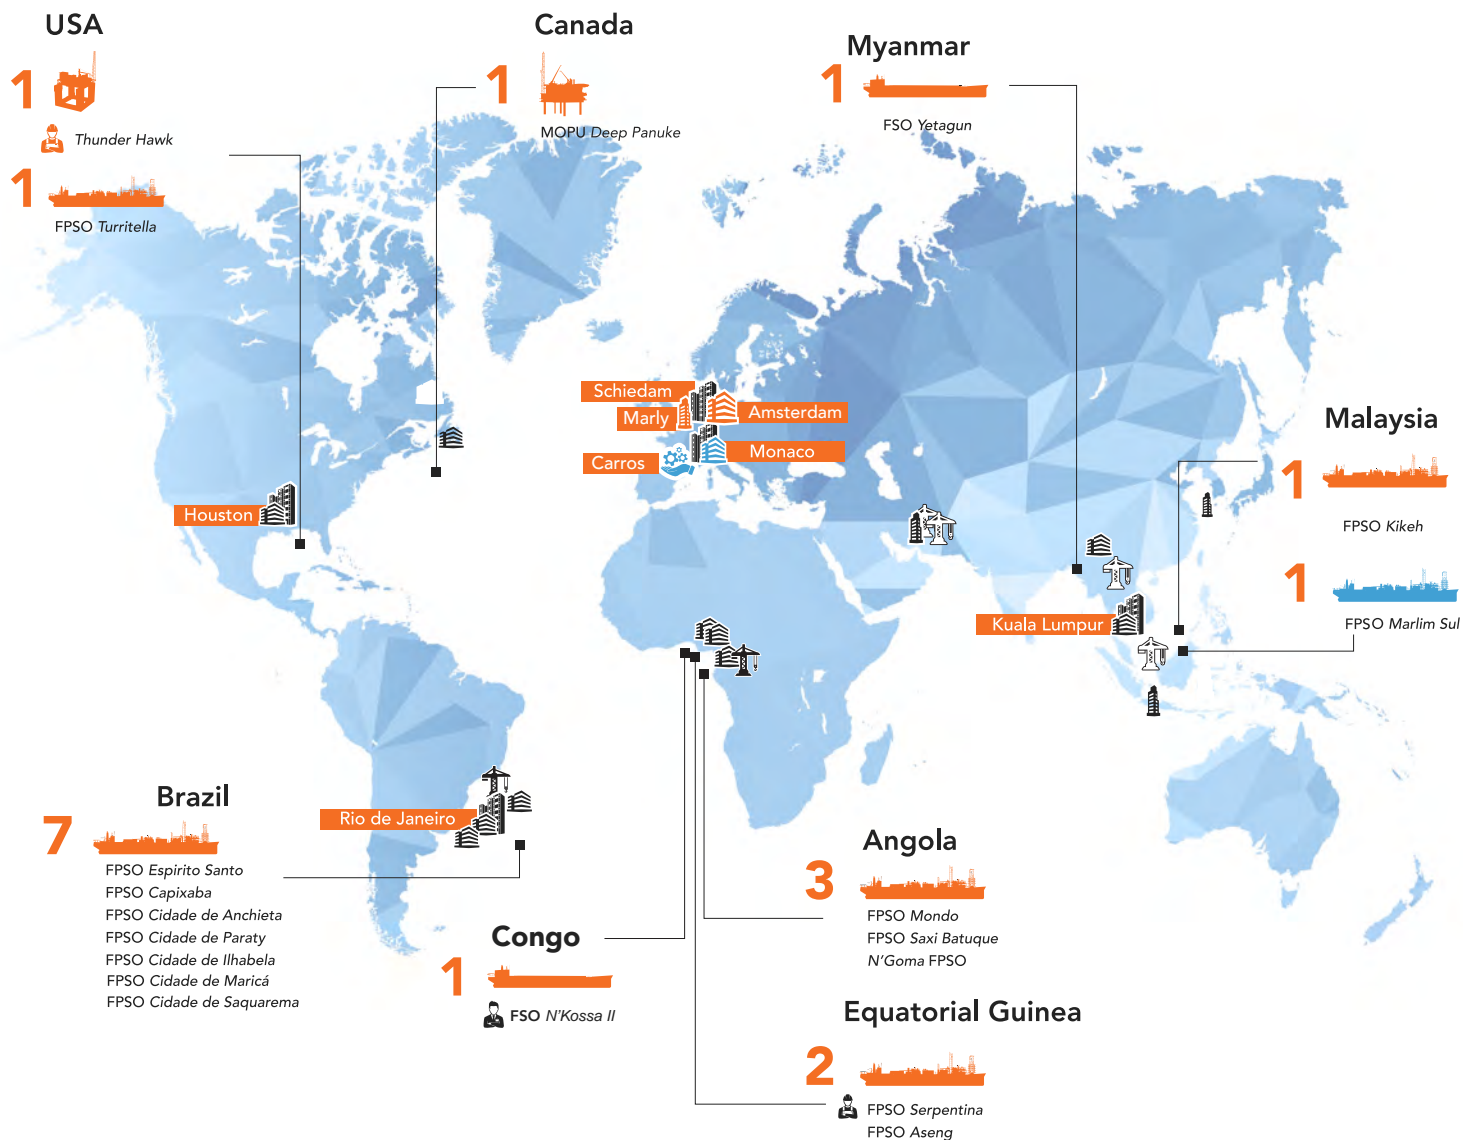 USA
1
Thunder Hawk
1
FPSO Turritella
Canada
1
MOPU Deep Panuke
Myanmar
1
FSO Yetagun
Schiedam
Marly
Amsterdam
Carros
Monaco
Houston
Malaysia
1
FPSO Kikeh
1
FPSO Marlim Sul
Kuala Lumpur
Rio de Janeiro
Brazil
7
FPSO Espirito Santo
FPSO Capixaba
FPSO Cidade de Anchieta
FPSO Cidade de Paraty
FPSO Cidade de Ilhabela
FPSO Cidade de Maricá
FPSO Cidade de Saquarema
Congo
1
FSO N'Kossa II
Angola
3
FPSO Mondo
FPSO Saxi Batuque
N'Goma FPSO
Equatorial Guinea
2
FPSO Serpentina
FPSO Aseng